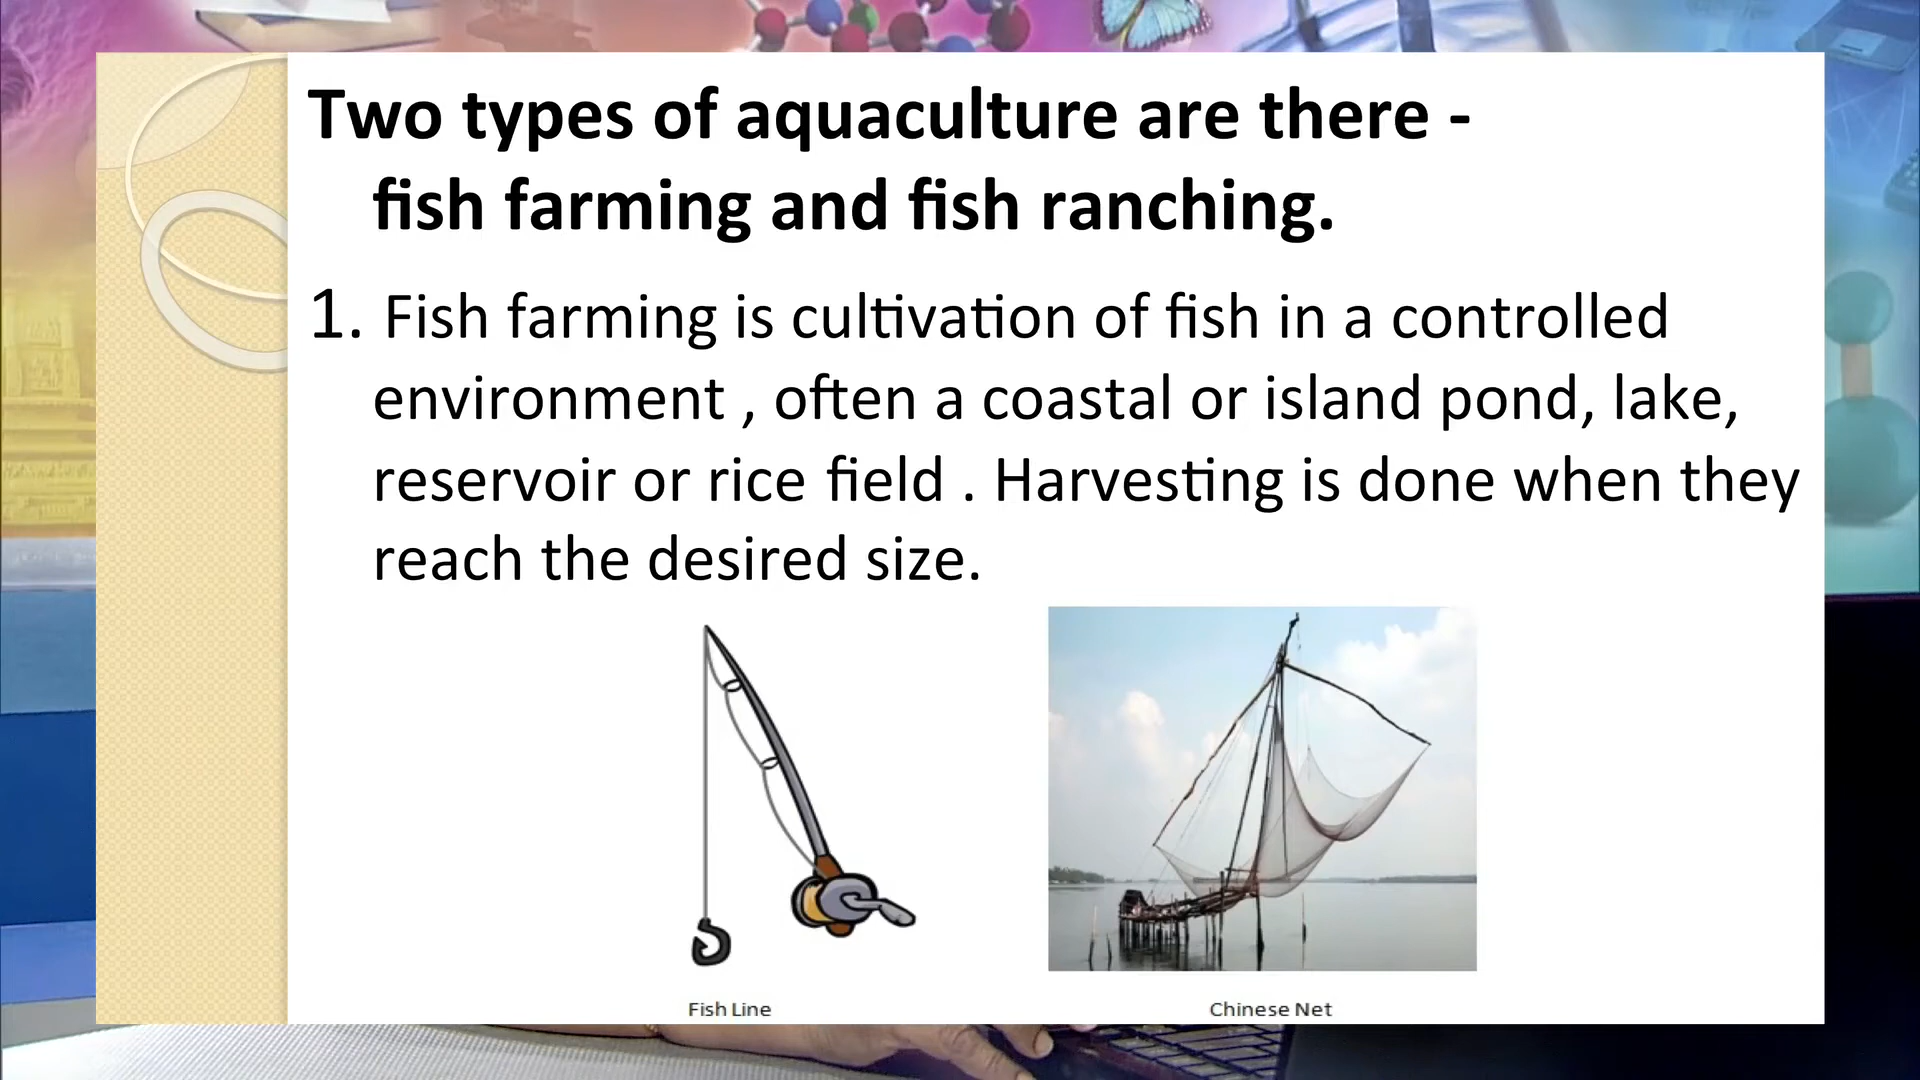 Two types of aquaculture are there -
fish farming and fish ranching.
1. Fish farming is cultivation of fish in a controlled
environment , often a coastal or island pond, lake,
reservoir or rice field . Harvesting is done when they
reach the desired size.
Fish Line
Chinese Net